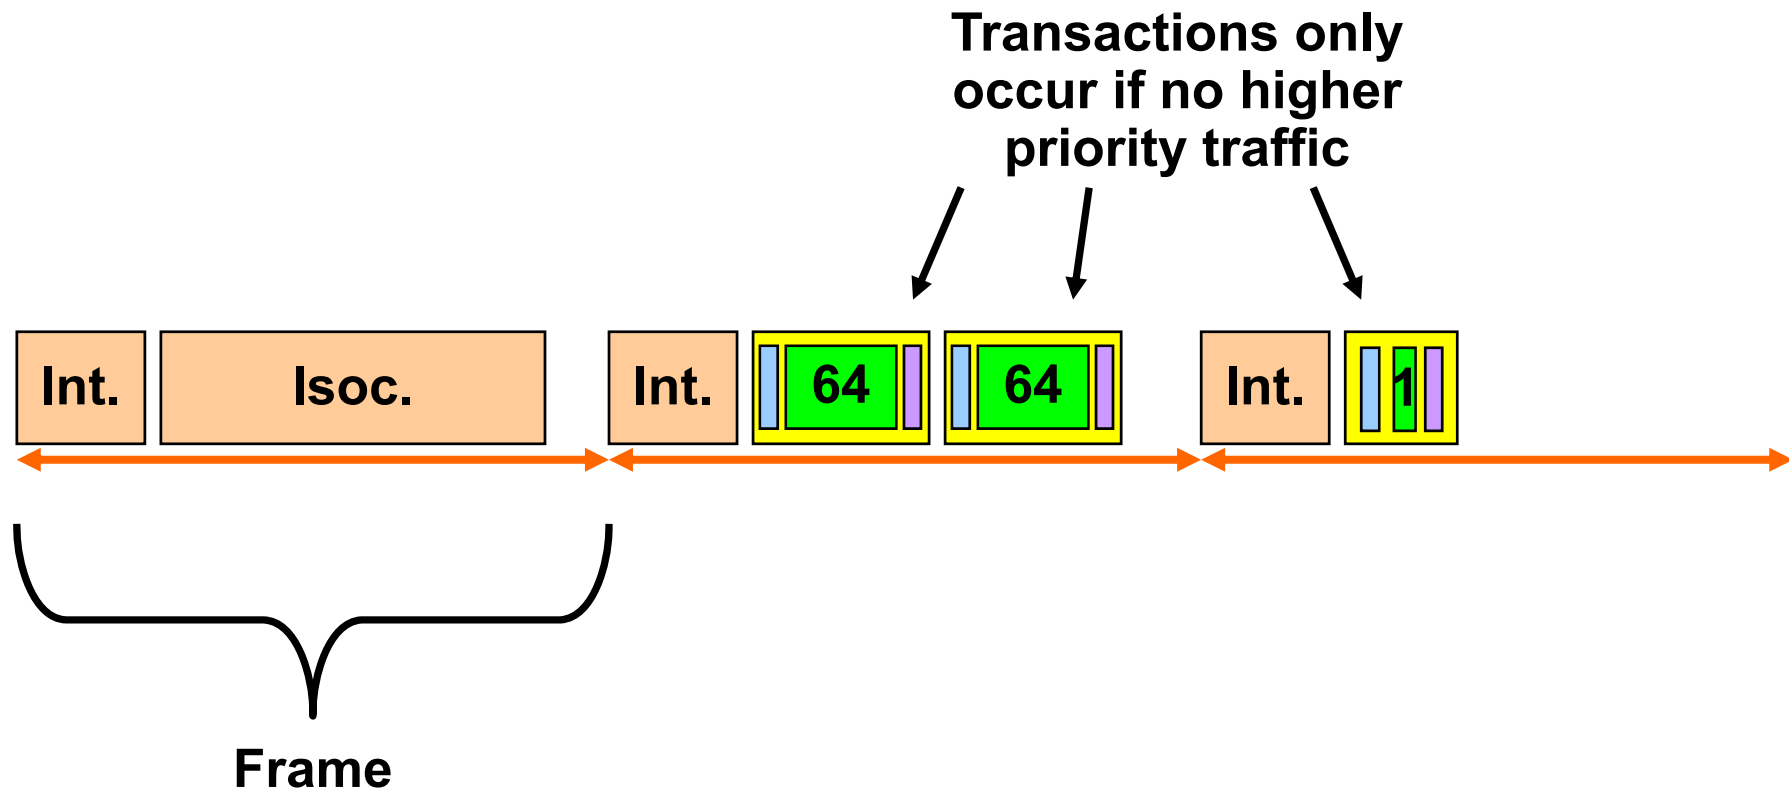 Transactions only
occur if no higher
priority traffic
Int.
Isoc.
Int.
64
64
Int.
1
Frame